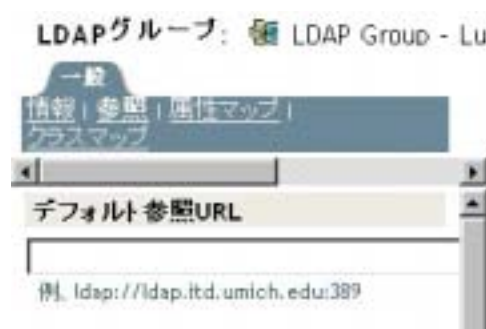 LDAPグループ: LDAP Group - Lu
一般
情報 | 参照 | 属性マップ |
クラスマップ
デフォルト参照URL
例、ldap://ldap.itd.umich.edu:389